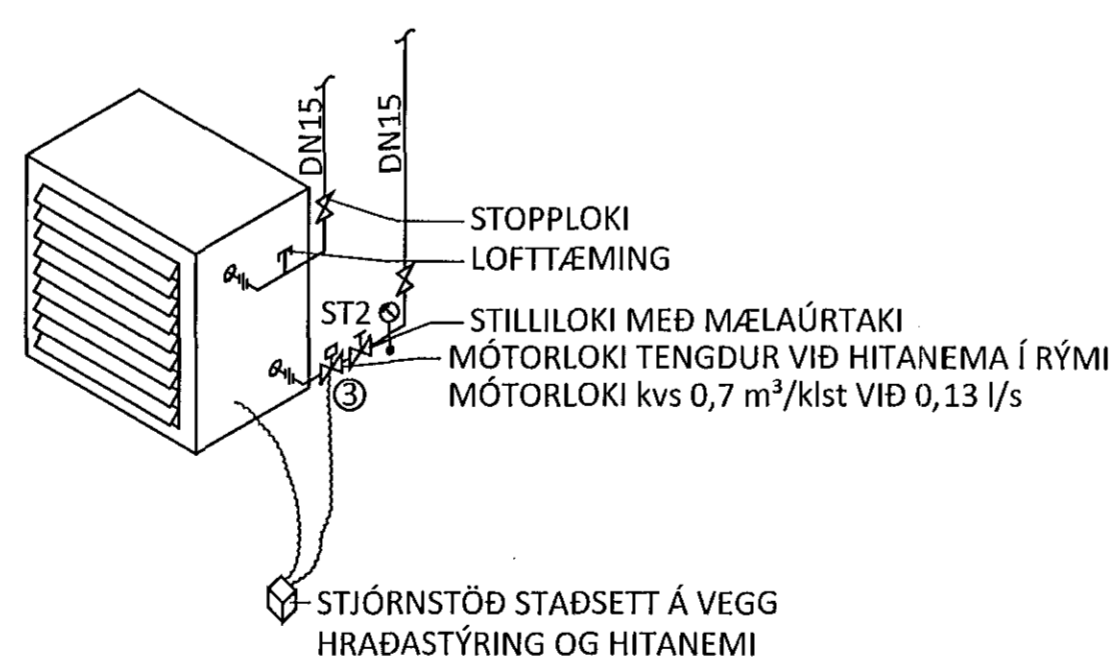 DN15
DN15
STOPPLOKI
LOFTTÆMING
ST2
STILLILOKI MEÐ MÆLAÚRTAKI
MÓTORLOKI TENGDUR VIÐ HITANEMA Í RÝMI
3
MÓTORLOKI kvs 0,7 m³/klst VIÐ 0,13 l/s
STJÓRNSTÖÐ STAÐSETT Á VEGG
HRAÐASTÝRING OG HITANEMI